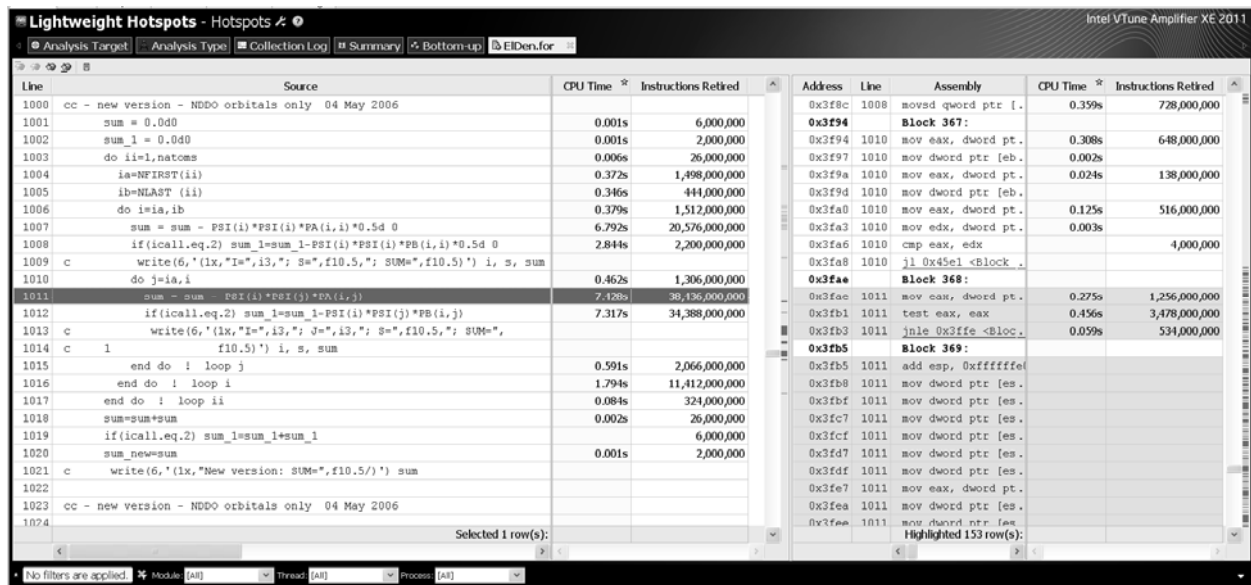 Lightweight Hotspots - Hotspots
Intel VTune Amplifier XE 2011
Analysis Target Analysis Type Collection Log Summary Bottom-up ElDen.for
Line Source CPU Time Instructions Retired Address Line Assembly CPU Time Instructions Retired
1000 cc - new version - NDDO orbitals only 04 May 2006 0x3f8c 1008 movsd qword ptr [. 0.359s 728,000,000
1001 sum = 0.0d0 0.001s 6,000,000 0x3f94 Block 367:
1002 sum_1 = 0.0d0 0.001s 2,000,000 0x3f94 1010 mov eax, dword pt. 0.308s 648,000,000
1003 do ii=1,natoms 0.006s 26,000,000 0x3f97 1010 mov dword ptr [eb. 0.002s
1004 ia=NFIRST(ii) 0.372s 1,498,000,000 0x3f9a 1010 mov eax, dword pt. 0.024s 138,000,000
1005 ib=NLAST (ii) 0.346s 444,000,000 0x3f9d 1010 mov dword ptr [eb.
1006 do i=ia,ib 0.379s 1,512,000,000 0x3fa0 1010 mov eax, dword pt. 0.125s 516,000,000
1007 sum = sum - PSI(i)*PSI(i)*PA(i,i)*0.5d 0 6.792s 20,576,000,000 0x3fa3 1010 mov edx, dword pt. 0.003s
1008 if(icall.eq.2) sum_1=sum_1-PSI(i)*PSI(i)*PB(i,i)*0.5d 0 2.844s 2,200,000,000 0x3fa6 1010 cmp eax, edx 4,000,000
1009 c write(6,'(1x,"I=",i3,"; S=",f10.5,"; SUM=",f10.5)') i, s, sum 0x3fa8 1010 jl 0x45e1 <Block .
1010 do j=ia,i 0.462s 1,306,000,000 0x3fae Block 368:
1011 sum = sum - PSI(i)*PSI(j)*PA(i,j) 7.428s 38,436,000,000 0x3fae 1011 mov eax, dword pt. 0.275s 1,256,000,000
1012 if(icall.eq.2) sum_1=sum_1-PSI(i)*PSI(j)*PB(i,j) 7.317s 34,388,000,000 0x3fb1 1011 test eax, eax 0.456s 3,478,000,000
1013 c write(6,'(1x,"I=",i3,"; J=",i3,"; S=",f10.5,"; SUM=", 0x3fb3 1011 jnle 0x3ffe <Bloc. 0.059s 534,000,000
1014 c 1 f10.5)') i, s, sum 0x3fb5 Block 369:
1015 end do ! loop j 0.591s 2,066,000,000 0x3fb5 1011 add esp, 0xffffffe
1016 end do ! loop i 1.794s 11,412,000,000 0x3fb8 1011 mov dword ptr [es.
1017 end do ! loop ii 0.084s 324,000,000 0x3fbf 1011 mov dword ptr [es.
1018 sum=sum+sum 0.002s 26,000,000 0x3fc7 1011 mov dword ptr [es.
1019 if(icall.eq.2) sum_1=sum_1+sum_1 6,000,000 0x3fcf 1011 mov dword ptr [es.
1020 sum_new=sum 0.001s 2,000,000 0x3fd7 1011 mov dword ptr [es.
1021 c write(6,'(1x,"New version: SUM=",f10.5/)') sum 0x3fdf 1011 mov dword ptr [es.
1022 0x3fe7 1011 mov eax, dword pt.
1023 cc - new version - NDDO orbitals only 04 May 2006 0x3fea 1011 mov dword ptr [es.
1024 0x3fee 1011 mov dword ptr [es
Selected 1 row(s): Highlighted 153 row(s):
No filters are applied. Module: [All] Thread: [All] Process: [All]